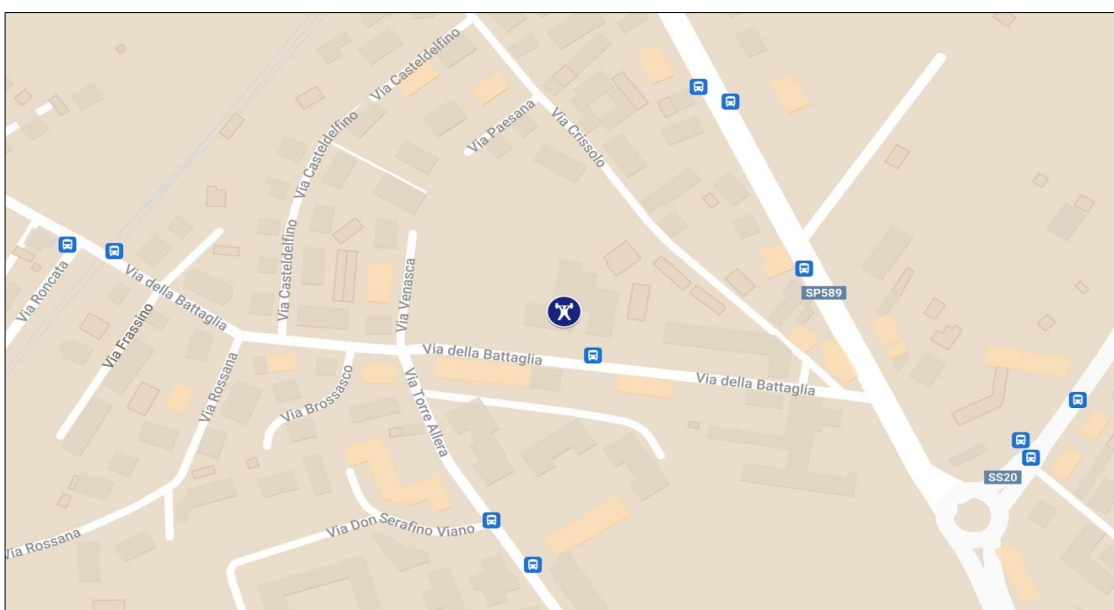 Via Casteldelfino
Via Paesana
Via Crissolo
Via Casteldelfino
Via Casteldelfino
Via Roncata
Via della Battaglia
Via Venasca
SP589
Via Frassino
Via della Battaglia
Via della Battaglia
Via Rossana
Via Brossasco
Via Torre Allera
SS20
Via Don Serafino Viano
Via Rossana